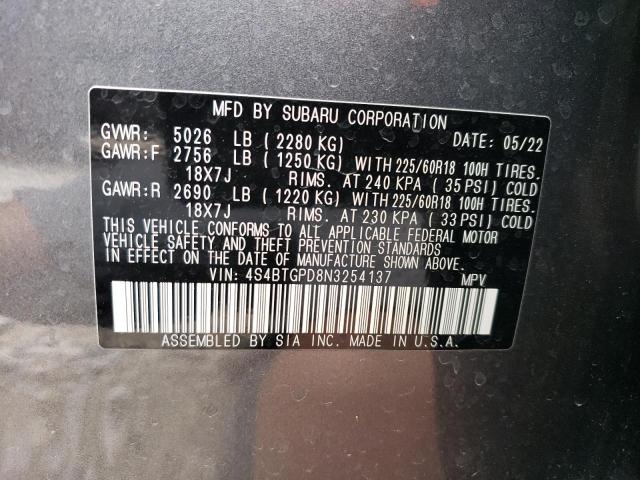 MFD BY SUBARU CORPORATION
GVWR: 5026 LB ( 2280 KG) DATE: 05/22
GAWR:F 2756 LB ( 1250 KG) WITH 225/60R18 100H TIRES.
18X7J RIMS. AT 240 KPA ( 35 PSI) COLD
GAWR:R 2690 LB ( 1220 KG) WITH 225/60R18 100H TIRES.
18X7J RIMS. AT 230 KPA ( 33 PSI) COLD
THIS VEHICLE CONFORMS TO ALL APPLICABLE FEDERAL MOTOR
VEHICLE SAFETY AND THEFT PREVENTION STANDARDS
IN EFFECT ON THE DATE OF MANUFACTURE SHOWN ABOVE.
VIN: 4S4BTGPD8N3254137 MPV
ASSEMBLED BY SIA INC. MADE IN U.S.A.